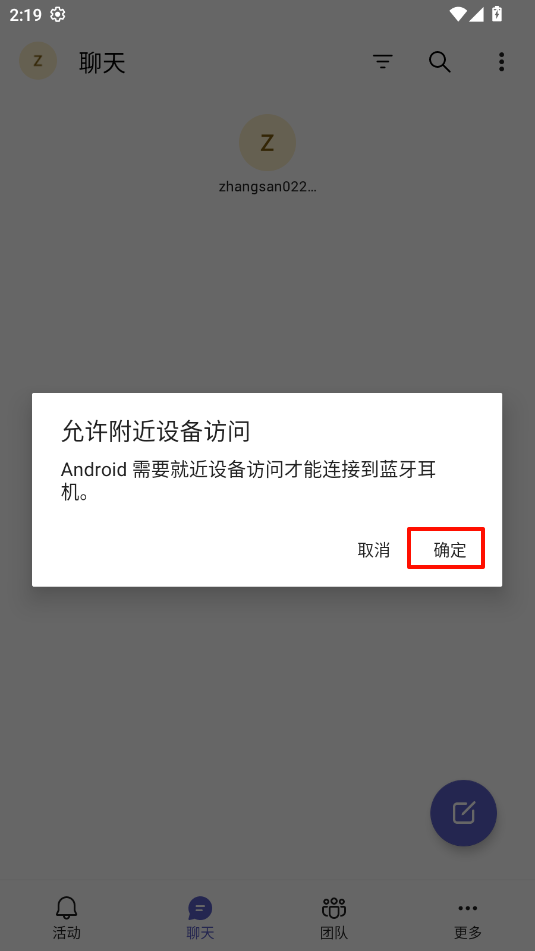 2:19
Z
聊天
Z
zhangsan022...
允许附近设备访问
Android 需要就近设备访问才能连接到蓝牙耳
机。
取消
确定
活动
聊天
团队
更多